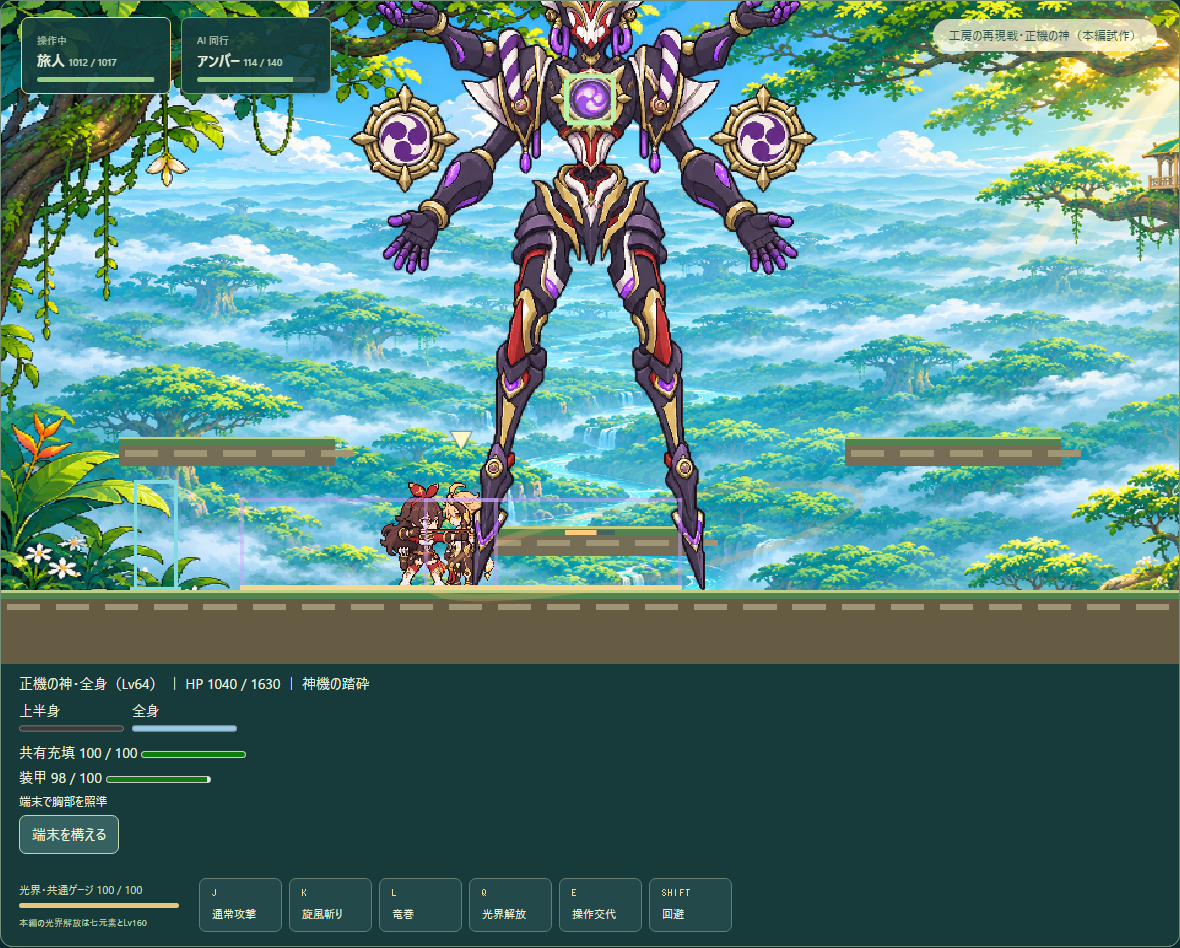 操作中
旅人 1012 / 1017
AI 同行
アンバー 114 / 140
工房の再現戦・正機の神（本編試作）
正機の神・全身（Lv64） | HP 1040 / 1630 | 神機の踏砕
上半身
全身
共有充填 100 / 100
装甲 98 / 100
端末で胸部を照準
端末を構える
光界・共通ゲージ 100 / 100
本編の光界解放は七元素とLv160
J
通常攻撃
K
旋風斬り
L
竜巻
Q
光界解放
E
操作交代
SHIFT
回避